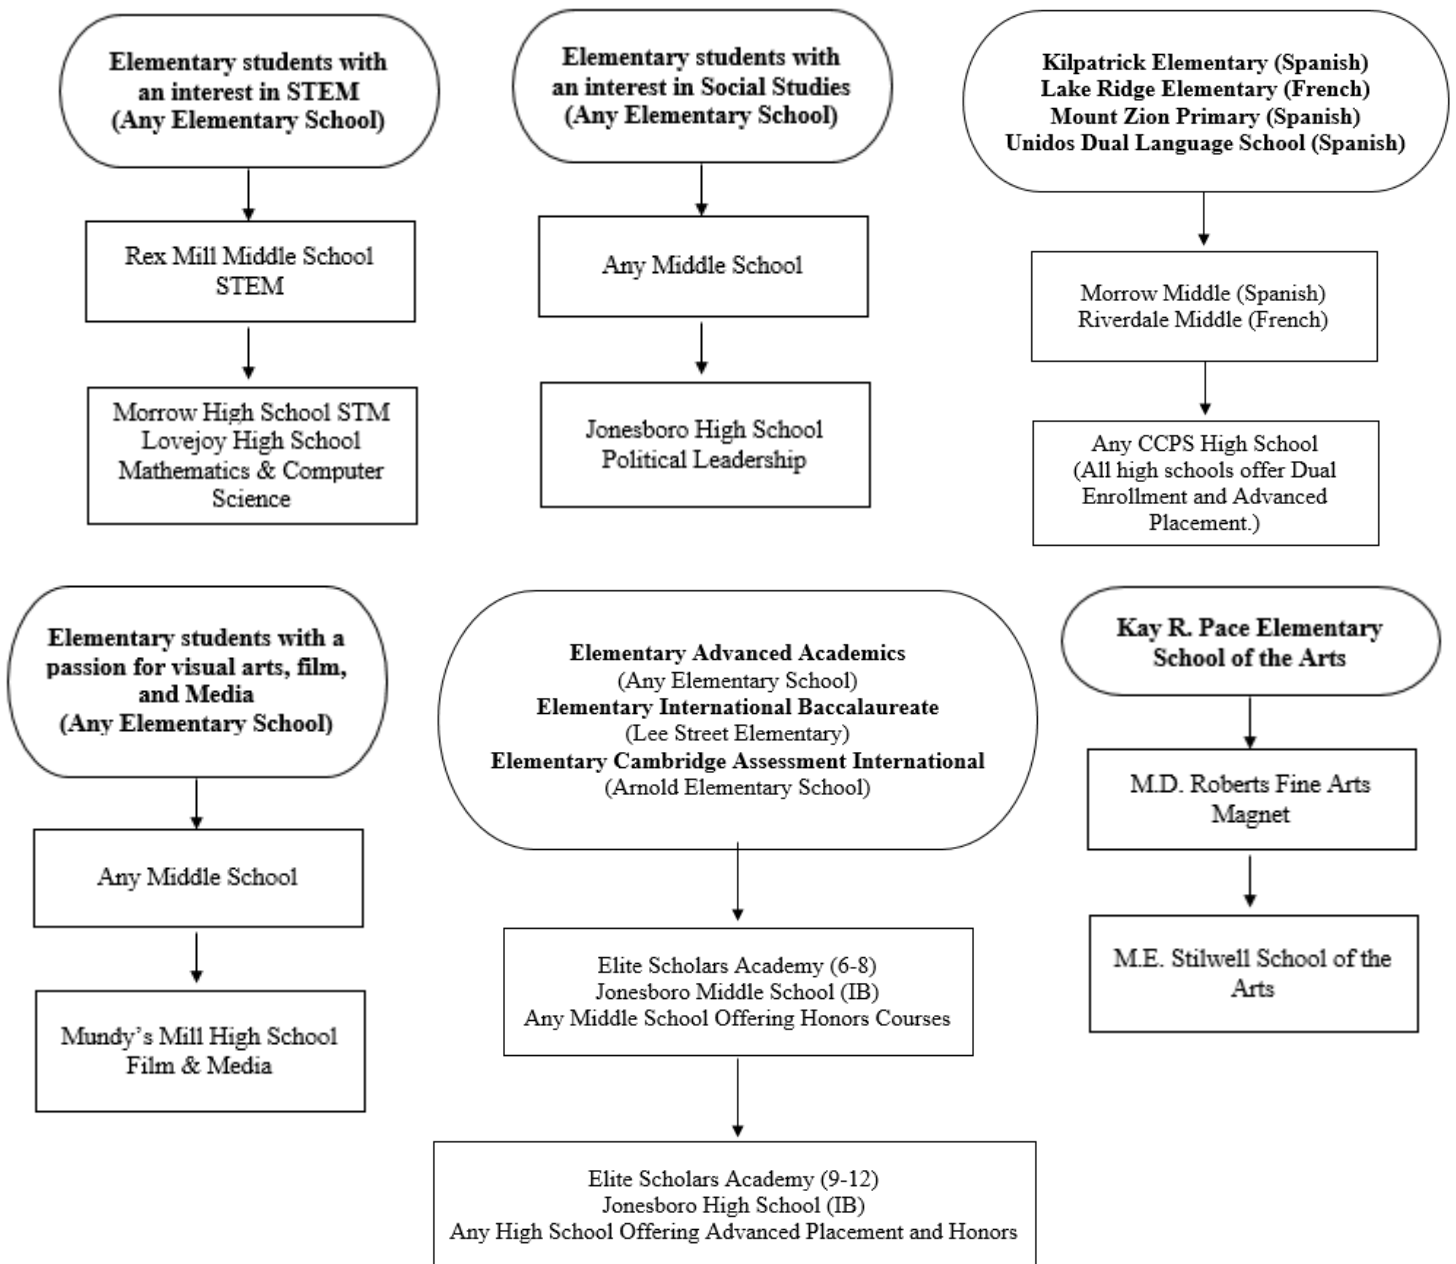 Elementary students with
an interest in STEM
(Any Elementary School)
Rex Mill Middle School
STEM
Morrow High School STM
Lovejoy High School
Mathematics & Computer
Science
Elementary students with
an interest in Social Studies
(Any Elementary School)
Any Middle School
Jonesboro High School
Political Leadership
Kilpatrick Elementary (Spanish)
Lake Ridge Elementary (French)
Mount Zion Primary (Spanish)
Unidos Dual Language School (Spanish)
Morrow Middle (Spanish)
Riverdale Middle (French)
Any CCPS High School
(All high schools offer Dual
Enrollment and Advanced
Placement.)
Elementary students with a
passion for visual arts, film,
and Media
(Any Elementary School)
Any Middle School
Mundy’s Mill High School
Film & Media
Elementary Advanced Academics
(Any Elementary School)
Elementary International Baccalaureate
(Lee Street Elementary)
Elementary Cambridge Assessment International
(Arnold Elementary School)
Elite Scholars Academy (6-8)
Jonesboro Middle School (IB)
Any Middle School Offering Honors Courses
Elite Scholars Academy (9-12)
Jonesboro High School (IB)
Any High School Offering Advanced Placement and Honors
Kay R. Pace Elementary
School of the Arts
M.D. Roberts Fine Arts
Magnet
M.E. Stilwell School of the
Arts